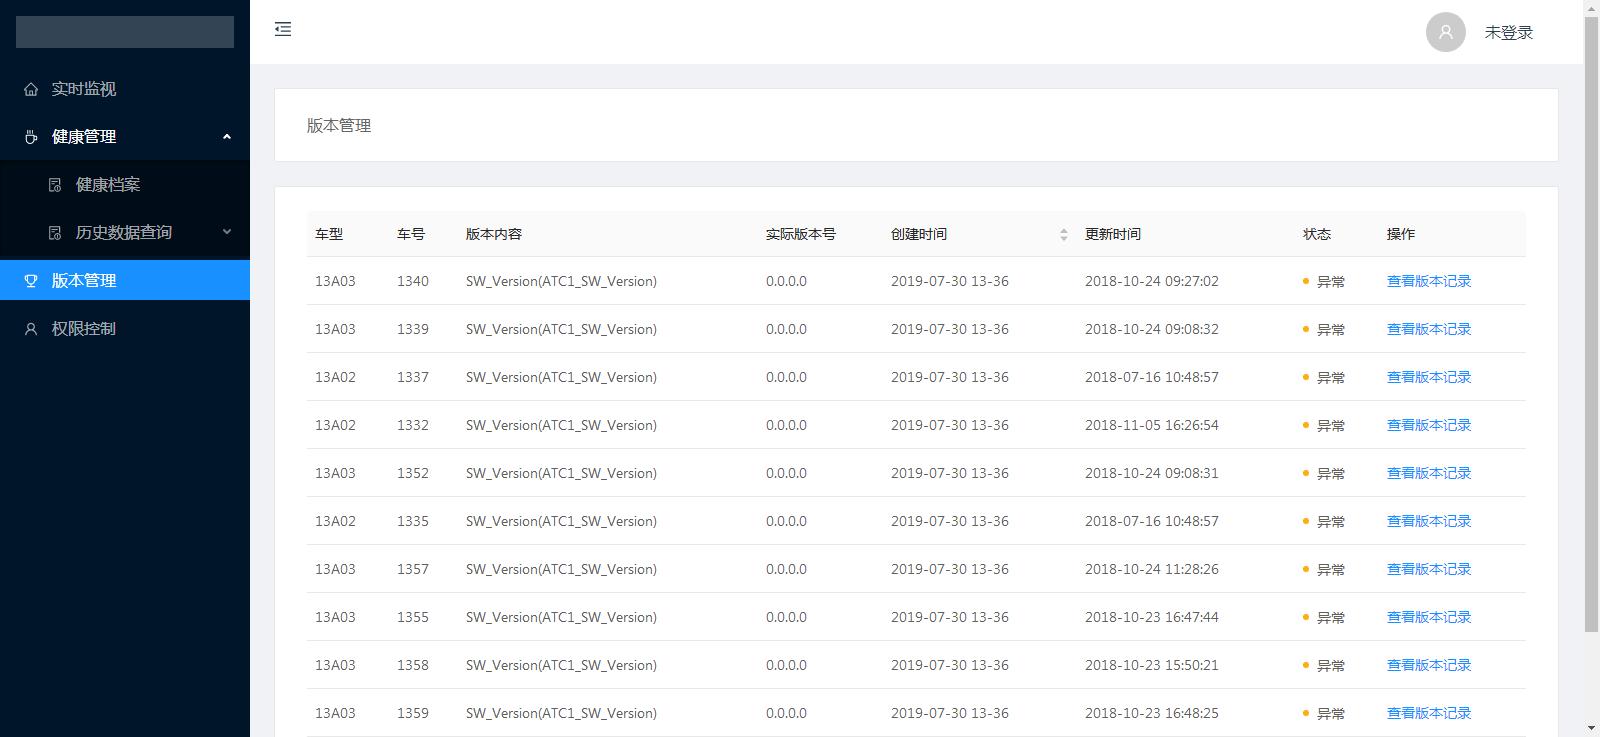 未登录
实时监视
健康管理
健康档案
历史数据查询
版本管理
权限控制
版本管理
车型 车号 版本内容 实际版本号 创建时间 更新时间 状态 操作
13A03 1340 SW_Version(ATC1_SW_Version) 0.0.0.0 2019-07-30 13-36 2018-10-24 09:27:02 异常 查看版本记录
13A03 1339 SW_Version(ATC1_SW_Version) 0.0.0.0 2019-07-30 13-36 2018-10-24 09:08:32 异常 查看版本记录
13A02 1337 SW_Version(ATC1_SW_Version) 0.0.0.0 2019-07-30 13-36 2018-07-16 10:48:57 异常 查看版本记录
13A02 1332 SW_Version(ATC1_SW_Version) 0.0.0.0 2019-07-30 13-36 2018-11-05 16:26:54 异常 查看版本记录
13A03 1352 SW_Version(ATC1_SW_Version) 0.0.0.0 2019-07-30 13-36 2018-10-24 09:08:31 异常 查看版本记录
13A02 1335 SW_Version(ATC1_SW_Version) 0.0.0.0 2019-07-30 13-36 2018-07-16 10:48:57 异常 查看版本记录
13A03 1357 SW_Version(ATC1_SW_Version) 0.0.0.0 2019-07-30 13-36 2018-10-24 11:28:26 异常 查看版本记录
13A03 1355 SW_Version(ATC1_SW_Version) 0.0.0.0 2019-07-30 13-36 2018-10-23 16:47:44 异常 查看版本记录
13A03 1358 SW_Version(ATC1_SW_Version) 0.0.0.0 2019-07-30 13-36 2018-10-23 15:50:21 异常 查看版本记录
13A03 1359 SW_Version(ATC1_SW_Version) 0.0.0.0 2019-07-30 13-36 2018-10-23 16:48:25 异常 查看版本记录